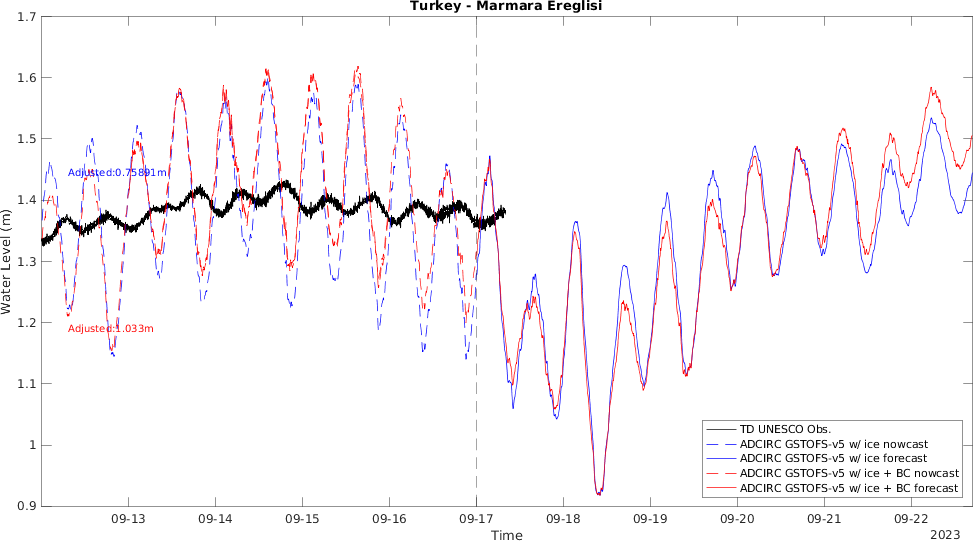 Turkey - Marmara Ereglisi
1.7
1.6
1.5
1.4
1.3
1.2
1.1
1
0.9
Water Level (m)
Adjusted:0.75891m
Adjusted:1.033m
TD UNESCO Obs.
ADCIRC GSTOFS-v5 w/ ice nowcast
ADCIRC GSTOFS-v5 w/ ice forecast
ADCIRC GSTOFS-v5 w/ ice + BC nowcast
ADCIRC GSTOFS-v5 w/ ice + BC forecast
09-13 09-14 09-15 09-16 09-17 09-18 09-19 09-20 09-21 09-22
Time
2023